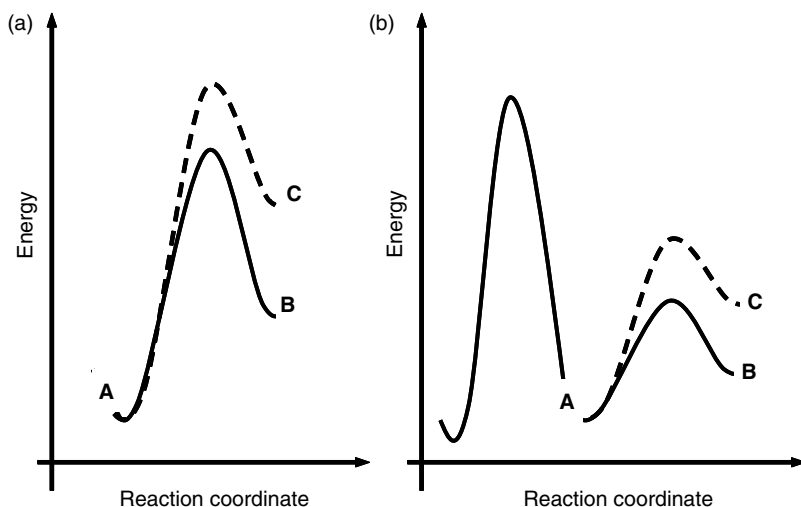 (a)
Energy
A
B
C
Reaction coordinate
(b)
Energy
A
B
C
Reaction coordinate